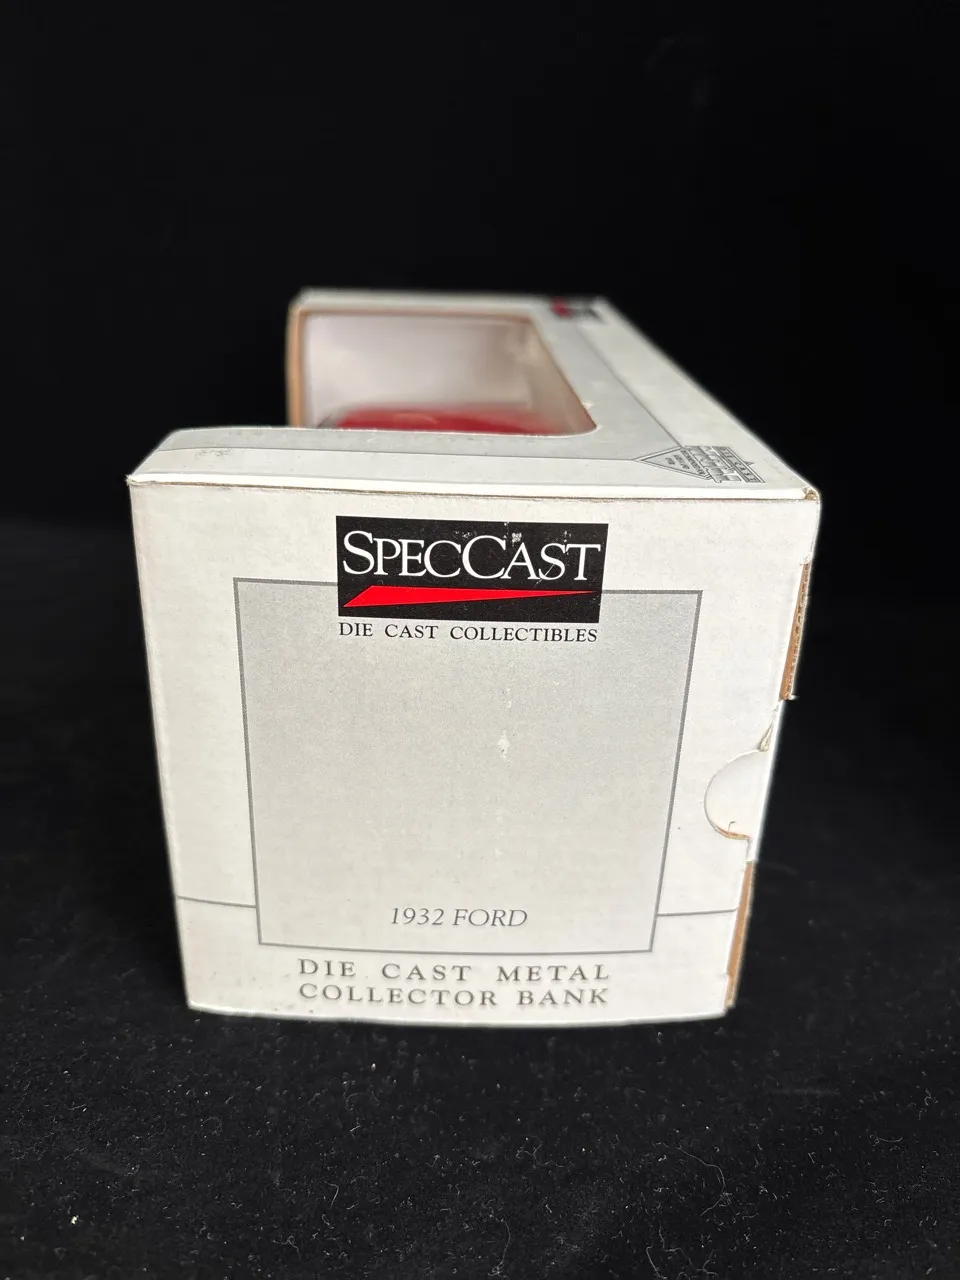 SPECCAST
DIE CAST COLLECTIBLES
1932 FORD
DIE CAST METAL
COLLECTOR BANK